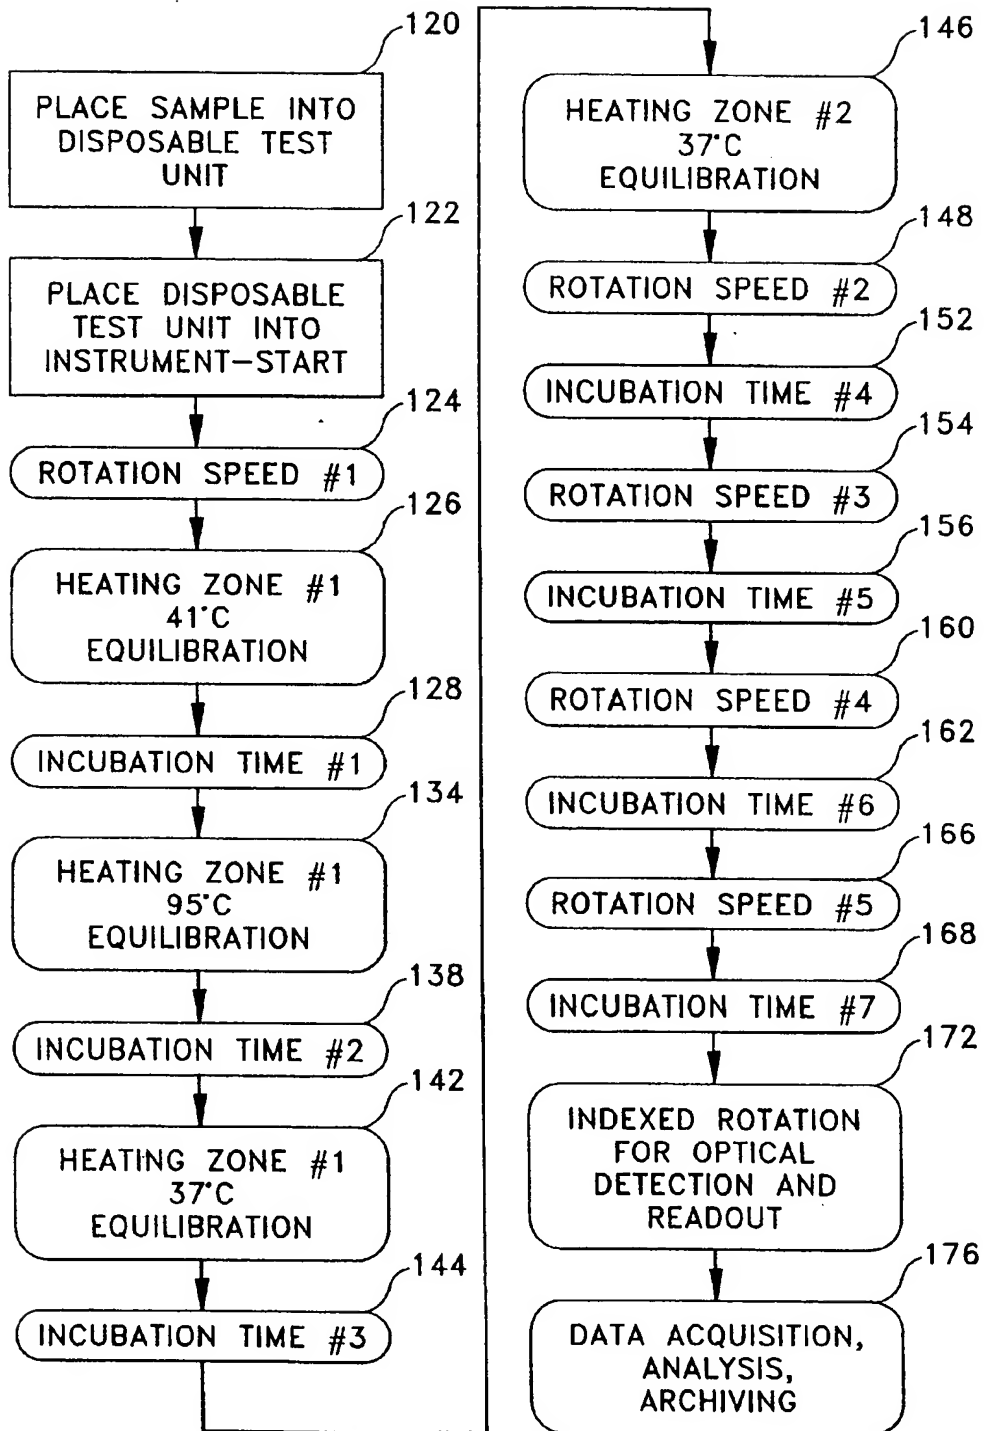 120
PLACE SAMPLE INTO
DISPOSABLE TEST
UNIT
122
PLACE DISPOSABLE
TEST UNIT INTO
INSTRUMENT-START
124
ROTATION SPEED #1
126
HEATING ZONE #1
41°C
EQUILIBRATION
128
INCUBATION TIME #1
134
HEATING ZONE #1
95°C
EQUILIBRATION
138
INCUBATION TIME #2
142
HEATING ZONE #1
37°C
EQUILIBRATION
144
INCUBATION TIME #3
146
HEATING ZONE #2
37°C
EQUILIBRATION
148
ROTATION SPEED #2
152
INCUBATION TIME #4
154
ROTATION SPEED #3
156
INCUBATION TIME #5
160
ROTATION SPEED #4
162
INCUBATION TIME #6
166
ROTATION SPEED #5
168
INCUBATION TIME #7
172
INDEXED ROTATION
FOR OPTICAL
DETECTION AND
READOUT
176
DATA ACQUISITION,
ANALYSIS,
ARCHIVING